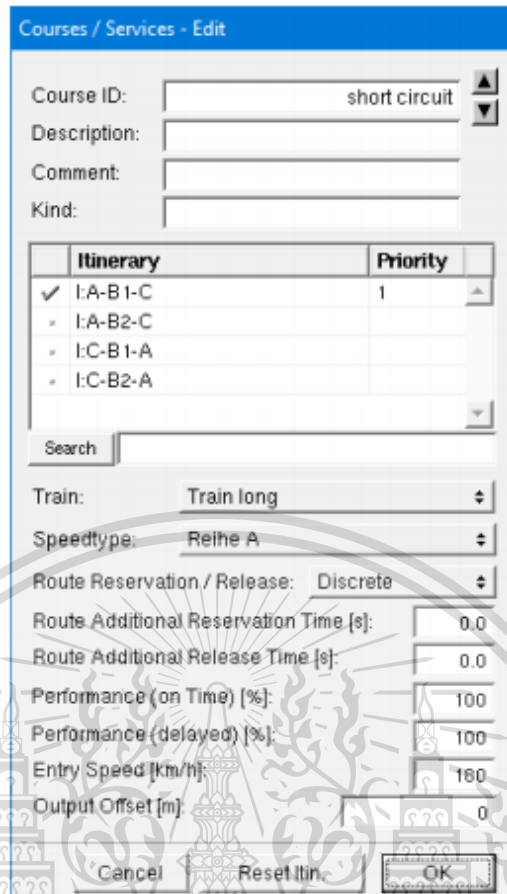 Courses / Services - Edit
Course ID: short circuit
Description:
Comment:
Kind:
Itinerary Priority
I:A-B1-C 1
I:A-B2-C
I:C-B1-A
I:C-B2-A
Search
Train: Train long
Speedtype: Reihe A
Route Reservation / Release: Discrete
Route Additional Reservation Time [s]: 0.0
Route Additional Release Time [s]: 0.0
Performance (on Time) [%]: 100
Performance (delayed) [%]: 100
Entry Speed [km/h]: 180
Output Offset [m]: 0
Cancel Reset Itin. OK